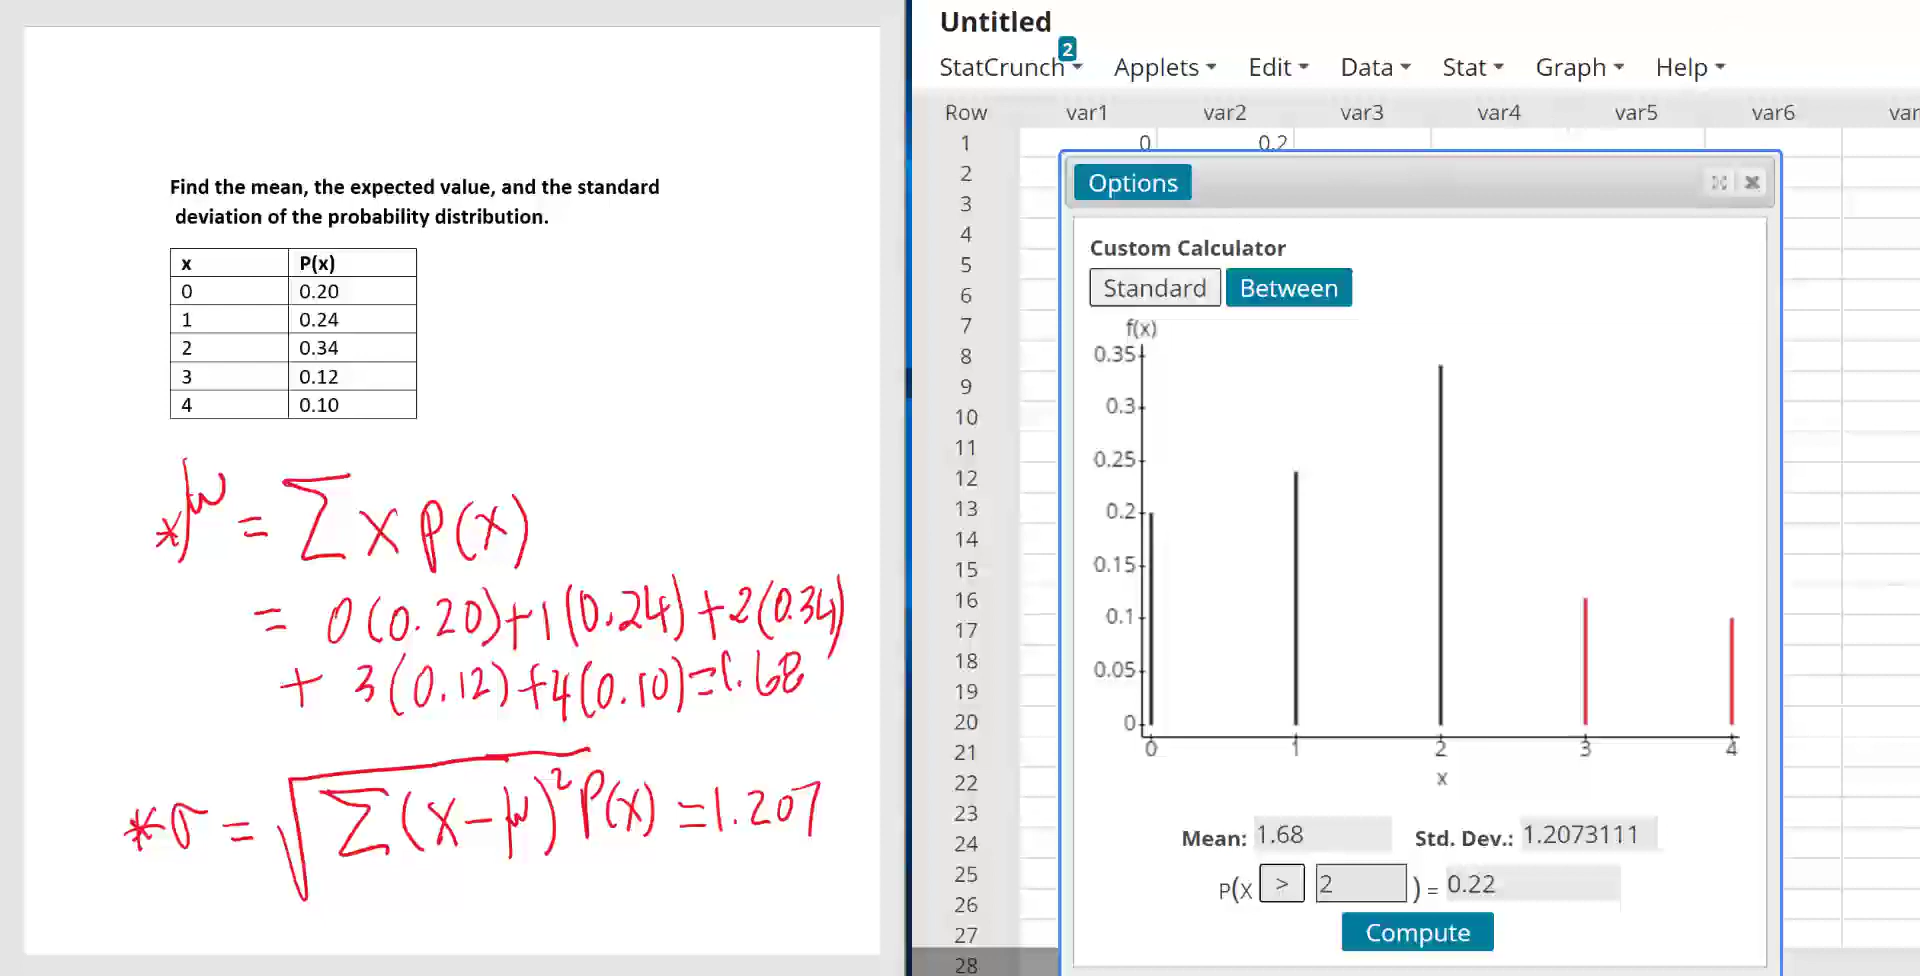 Find the mean, the expected value, and the standard
deviation of the probability distribution.
x P(x)
0 0.20
1 0.24
2 0.34
3 0.12
4 0.10
*μ = Σ x P(x)
= 0(0.20)+1(0.24)+2(0.34)
+ 3(0.12)+4(0.10)=1.68
*σ = √Σ(x-μ)²P(x) = 1.207
Untitled
StatCrunch 2 Applets Edit Data Stat Graph Help
Row var1 var2 var3 var4 var5 var6 var
1 0 0.2
2
3
4
5
6
7
8
9
10
11
12
13
14
15
16
17
18
19
20
21
22
23
24
25
26
27
28
Options
Custom Calculator
Standard Between
f(x)
0.35
0.3
0.25
0.2
0.15
0.1
0.05
0
0 1 2 3 4
x
Mean: 1.68 Std. Dev.: 1.2073111
P(X > 2 ) = 0.22
Compute